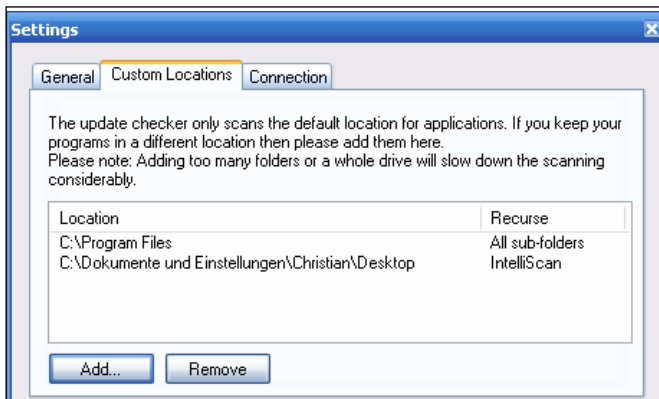 Settings
General Custom Locations Connection
The update checker only scans the default location for applications. If you keep your
programs in a different location then please add them here.
Please note: Adding too many folders or a whole drive will slow down the scanning
considerably.
Location Recurse
C:\Program Files All sub-folders
C:\Dokumente und Einstellungen\Christian\Desktop IntelliScan
Add... Remove